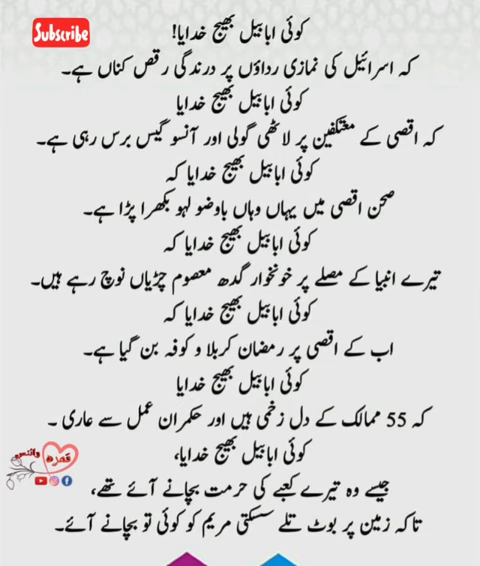 Subscribe
کوئی ابابیل بھیج خدایا!
کہ اسرائیل کی نمازی رداؤں پر درندگی رقص کناں ہے۔
کوئی ابابیل بھیج خدایا
کہ اقصی کے معتکفین پر لاٹھی گولی اور آنسو گیس برس رہی ہے۔
کوئی ابابیل بھیج خدایا کہ
صحن اقصی میں یہاں وہاں باوضو لہو بکھرا پڑا ہے۔
کوئی ابابیل بھیج خدایا کہ
تیرے انبیا کے مصلے پر خونخوار گدھ معصوم چڑیاں نوچ رہے ہیں۔
کوئی ابابیل بھیج خدایا کہ
اب کے اقصی پر رمضان کربلا و کوفہ بن گیا ہے۔
کوئی ابابیل بھیج خدایا
کہ 55 ممالک کے دل زخمی ہیں اور حکمران عمل سے عاری ۔
کوئی ابابیل بھیج خدایا،
جیسے وہ تیرے کعبے کی حرمت بچانے آئے تھے،
تاکہ زمین پر بوٹ تلے سسکتی مریم کو کوئی تو بچانے آئے۔